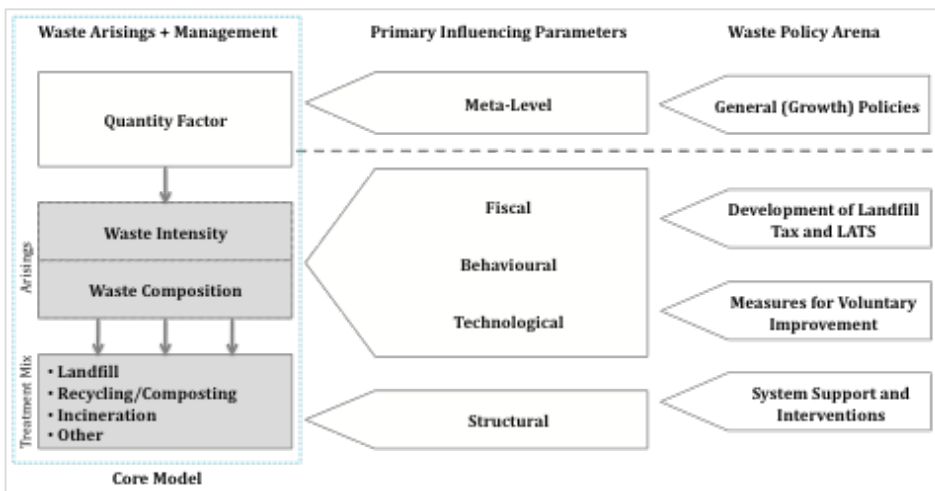 Waste Arisings + Management
Primary Influencing Parameters
Waste Policy Arena
Quantity Factor
Meta-Level
General (Growth) Policies
Arisings
Waste Intensity
Waste Composition
Fiscal
Behavioural
Technological
Development of Landfill
Tax and LATS
Measures for Voluntary
Improvement
Treatment Mix
• Landfill
• Recycling/Composting
• Incineration
• Other
Structural
System Support and
Interventions
Core Model